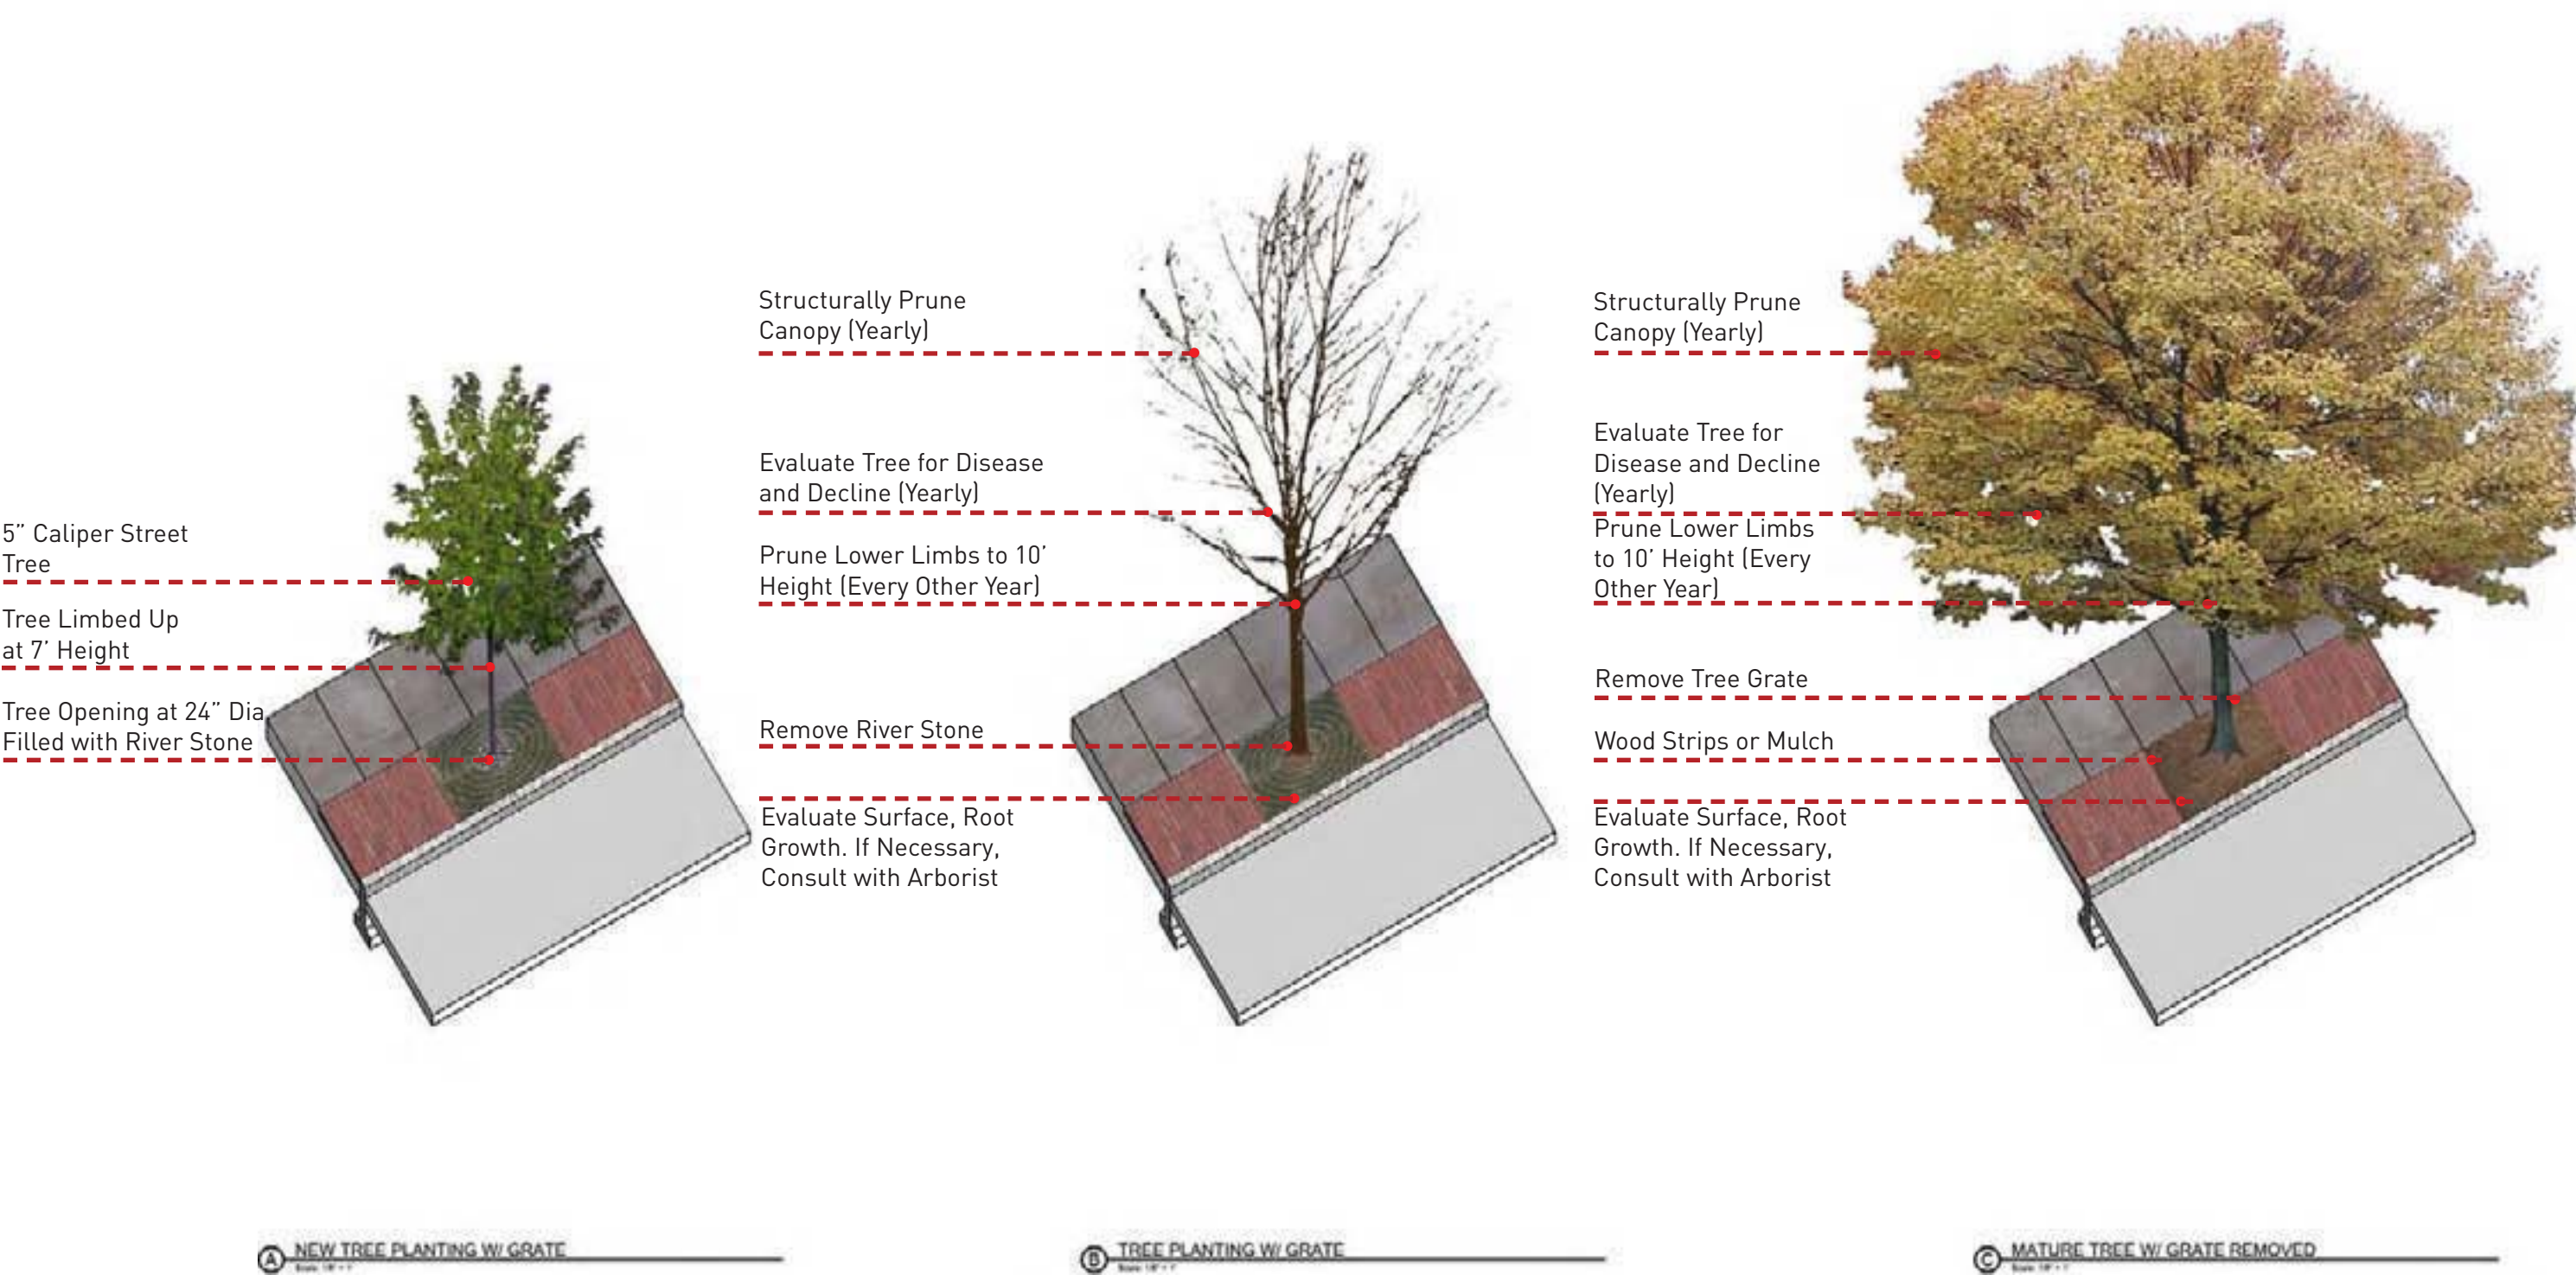 5” Caliper Street
Tree
Tree Limbed Up
at 7’ Height
Tree Opening at 24” Dia
Filled with River Stone
Structurally Prune
Canopy (Yearly)
Evaluate Tree for Disease
and Decline (Yearly)
Prune Lower Limbs to 10’
Height (Every Other Year)
Remove River Stone
Evaluate Surface, Root
Growth. If Necessary,
Consult with Arborist
Structurally Prune
Canopy (Yearly)
Evaluate Tree for
Disease and Decline
(Yearly)
Prune Lower Limbs
to 10’ Height (Every
Other Year)
Remove Tree Grate
Wood Strips or Mulch
Evaluate Surface, Root
Growth. If Necessary,
Consult with Arborist
A NEW TREE PLANTING W/ GRATE
B TREE PLANTING W/ GRATE
C MATURE TREE W/ GRATE REMOVED